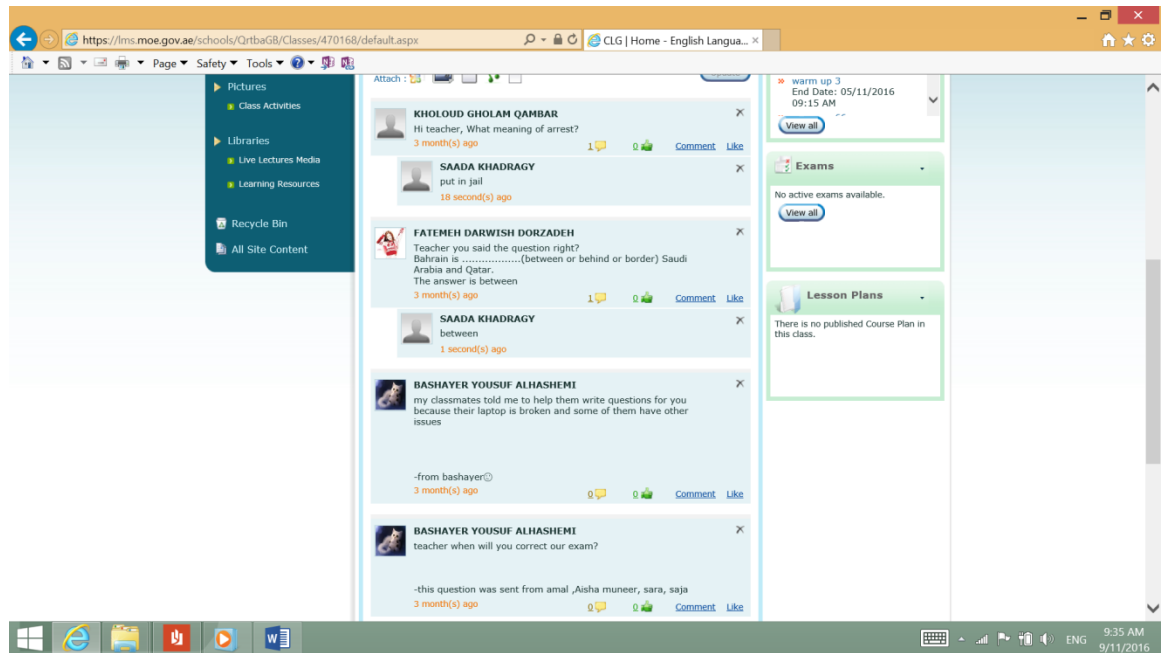 https://lms.moe.gov.ae/schools/QrtbaGB/Classes/470168/default.aspx
CLG | Home - English Langua...
Page Safety Tools
Pictures
Class Activities
Libraries
Live Lectures Media
Learning Resources
Recycle Bin
All Site Content
Attach :
KHOLOUD GHOLAM QAMBAR
Hi teacher, What meaning of arrest?
3 month(s) ago
1 0 Comment Like
SAADA KHADRAGY
put in jail
18 second(s) ago
FATEMEH DARWISH DORZADEH
Teacher you said the question right?
Bahrain is ..................(between or behind or border) Saudi
Arabia and Qatar.
The answer is between
3 month(s) ago
1 0 Comment Like
SAADA KHADRAGY
between
1 second(s) ago
BASHAYER YOUSUF ALHASHEMI
my classmates told me to help them write questions for you
because their laptop is broken and some of them have other
issues
-from bashayer☺
3 month(s) ago
0 0 Comment Like
BASHAYER YOUSUF ALHASHEMI
teacher when will you correct our exam?
-this question was sent from amal ,Aisha muneer, sara, saja
3 month(s) ago
0 0 Comment Like
warm up 3
End Date: 05/11/2016
09:15 AM
View all
Exams
No active exams available.
View all
Lesson Plans
There is no published Course Plan in
this class.
ENG
9:35 AM
9/11/2016